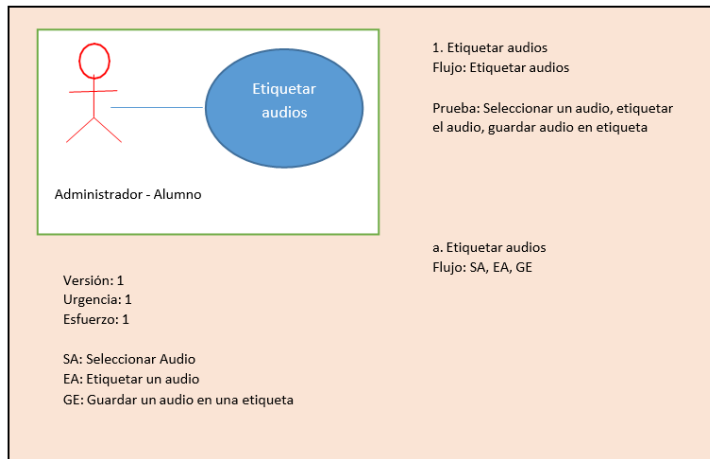 Etiquetar
audios
Administrador - Alumno
1. Etiquetar audios
Flujo: Etiquetar audios
Prueba: Seleccionar un audio, etiquetar
el audio, guardar audio en etiqueta
a. Etiquetar audios
Flujo: SA, EA, GE
Versión: 1
Urgencia: 1
Esfuerzo: 1
SA: Seleccionar Audio
EA: Etiquetar un audio
GE: Guardar un audio en una etiqueta